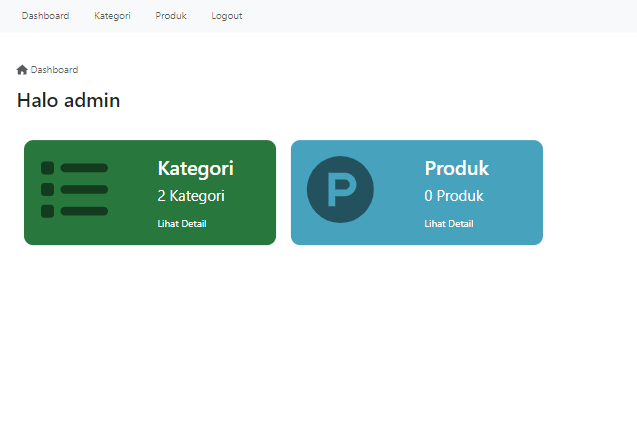 Dashboard Kategori Produk Logout
Dashboard
Halo admin
Kategori
2 Kategori
Lihat Detail
P
Produk
0 Produk
Lihat Detail